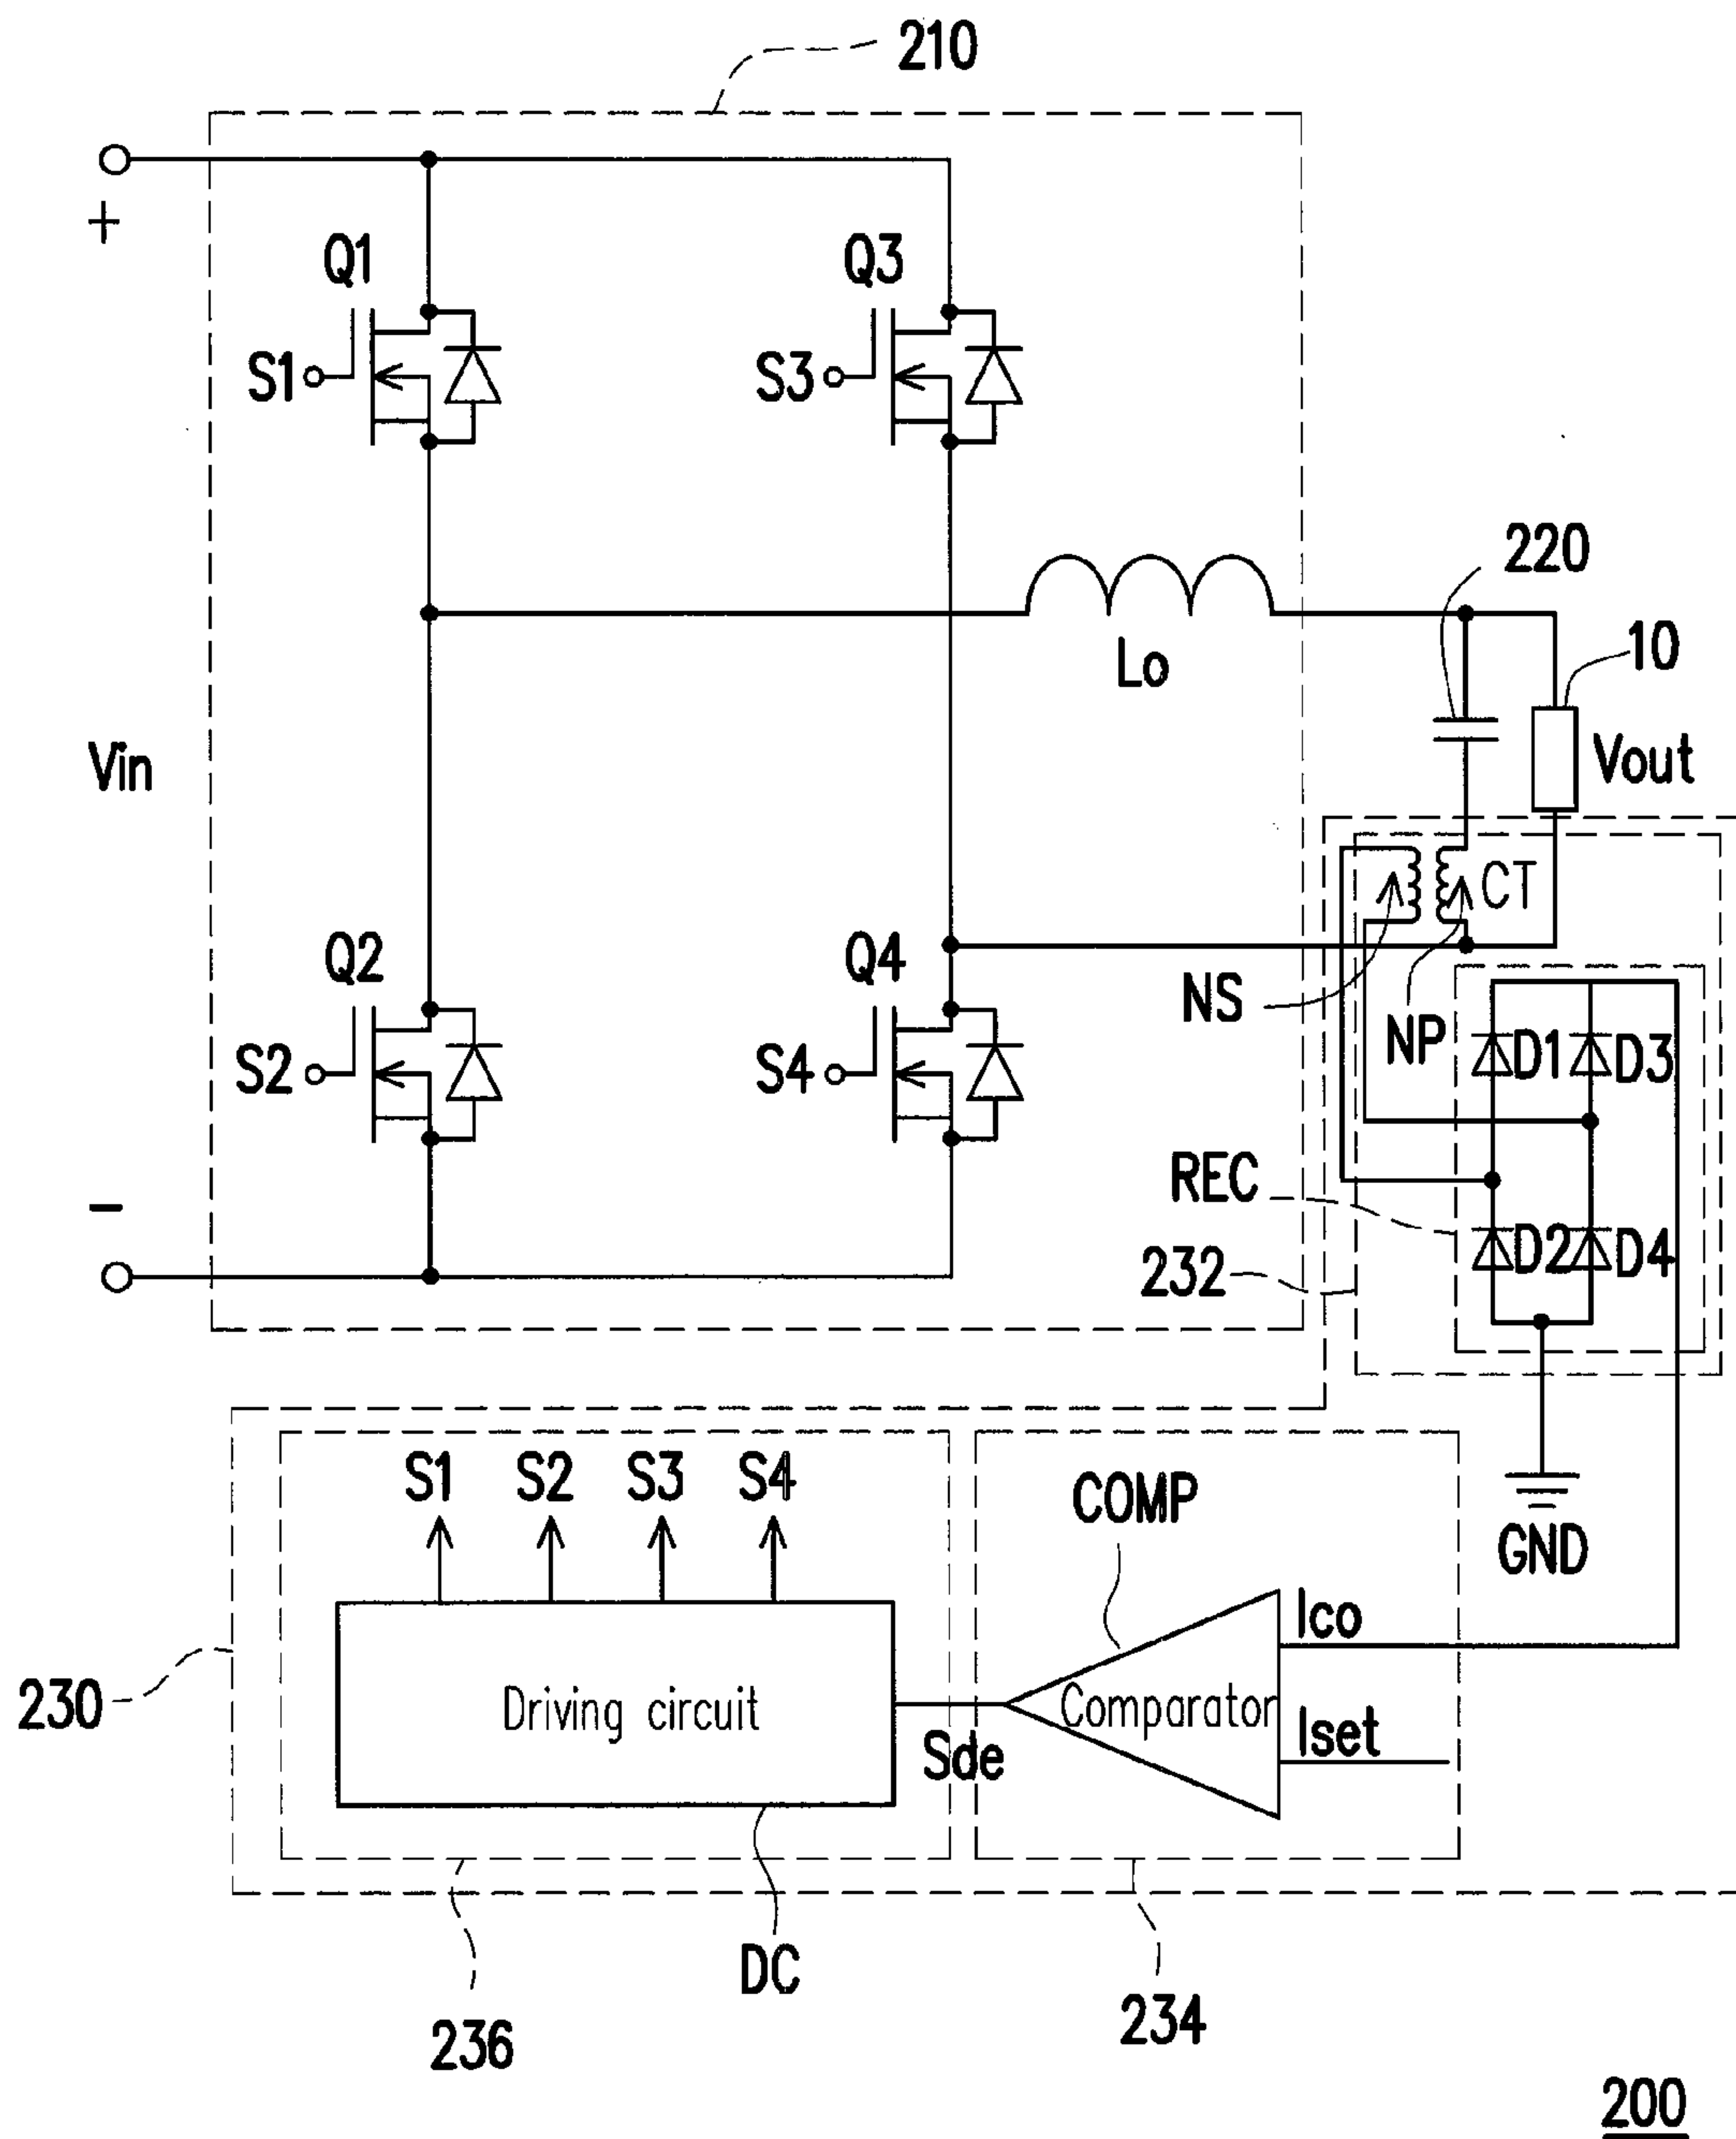 210
+
Q1
Q3
S1
S3
220
10
Lo
Vin
Vout
CT
Q2
Q4
NS
NP
D1
D3
S2
S4
REC
232
D2
D4
−
S1
S2
S3
S4
COMP
GND
Ico
230
Driving circuit
Comparator
Sde
Iset
DC
236
234
200